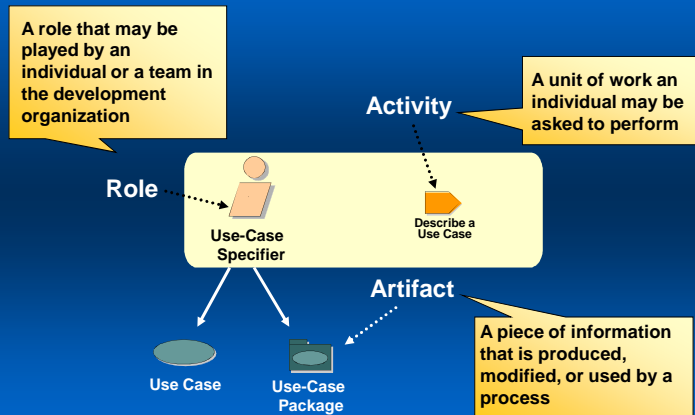 A role that may be
played by an
individual or a team in
the development
organization
Activity
A unit of work an
individual may be
asked to perform
Role
Use-Case
Specifier
Describe a
Use Case
Artifact
A piece of information
that is produced,
modified, or used by a
process
Use Case
Use-Case
Package